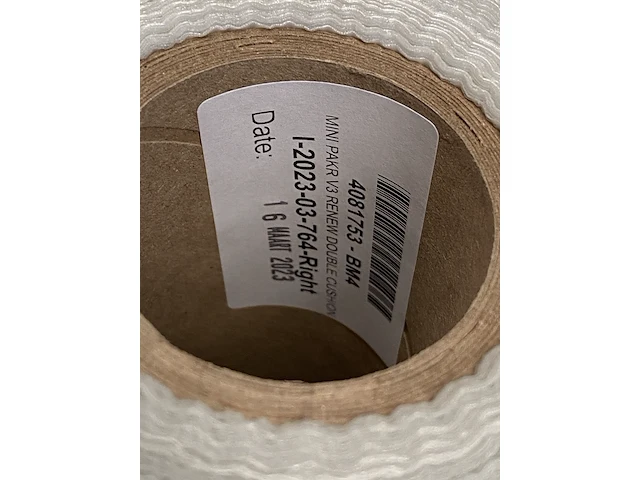 4081753 - BM4
MINI PAKR V3 RENEW DOUBLE CUSHION
I-2023-03-764-Right
Date: 16 MAART 2023